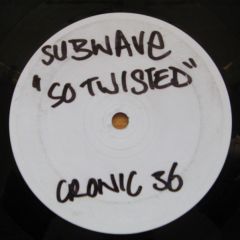 SUBWAVE
"SO TWISTED"
CRONIC 36